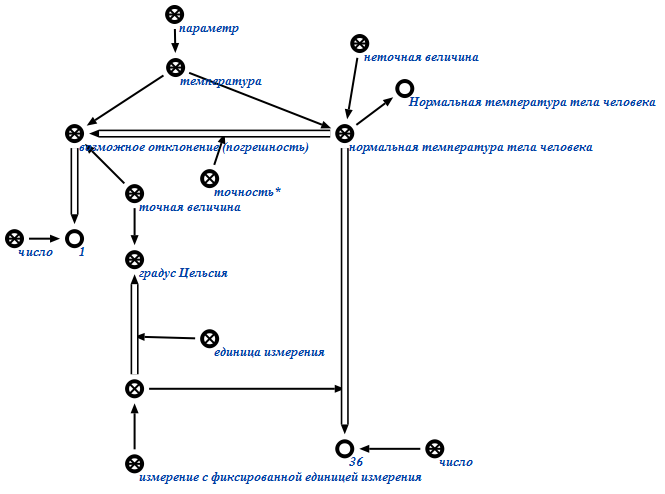 параметр
неточная величина
температура
Нормальная температура тела человека
возможное отклонение (погрешность)
нормальная температура тела человека
точность*
точная величина
число
1
градус Цельсия
единица измерения
36
число
измерение с фиксированной единицей измерения